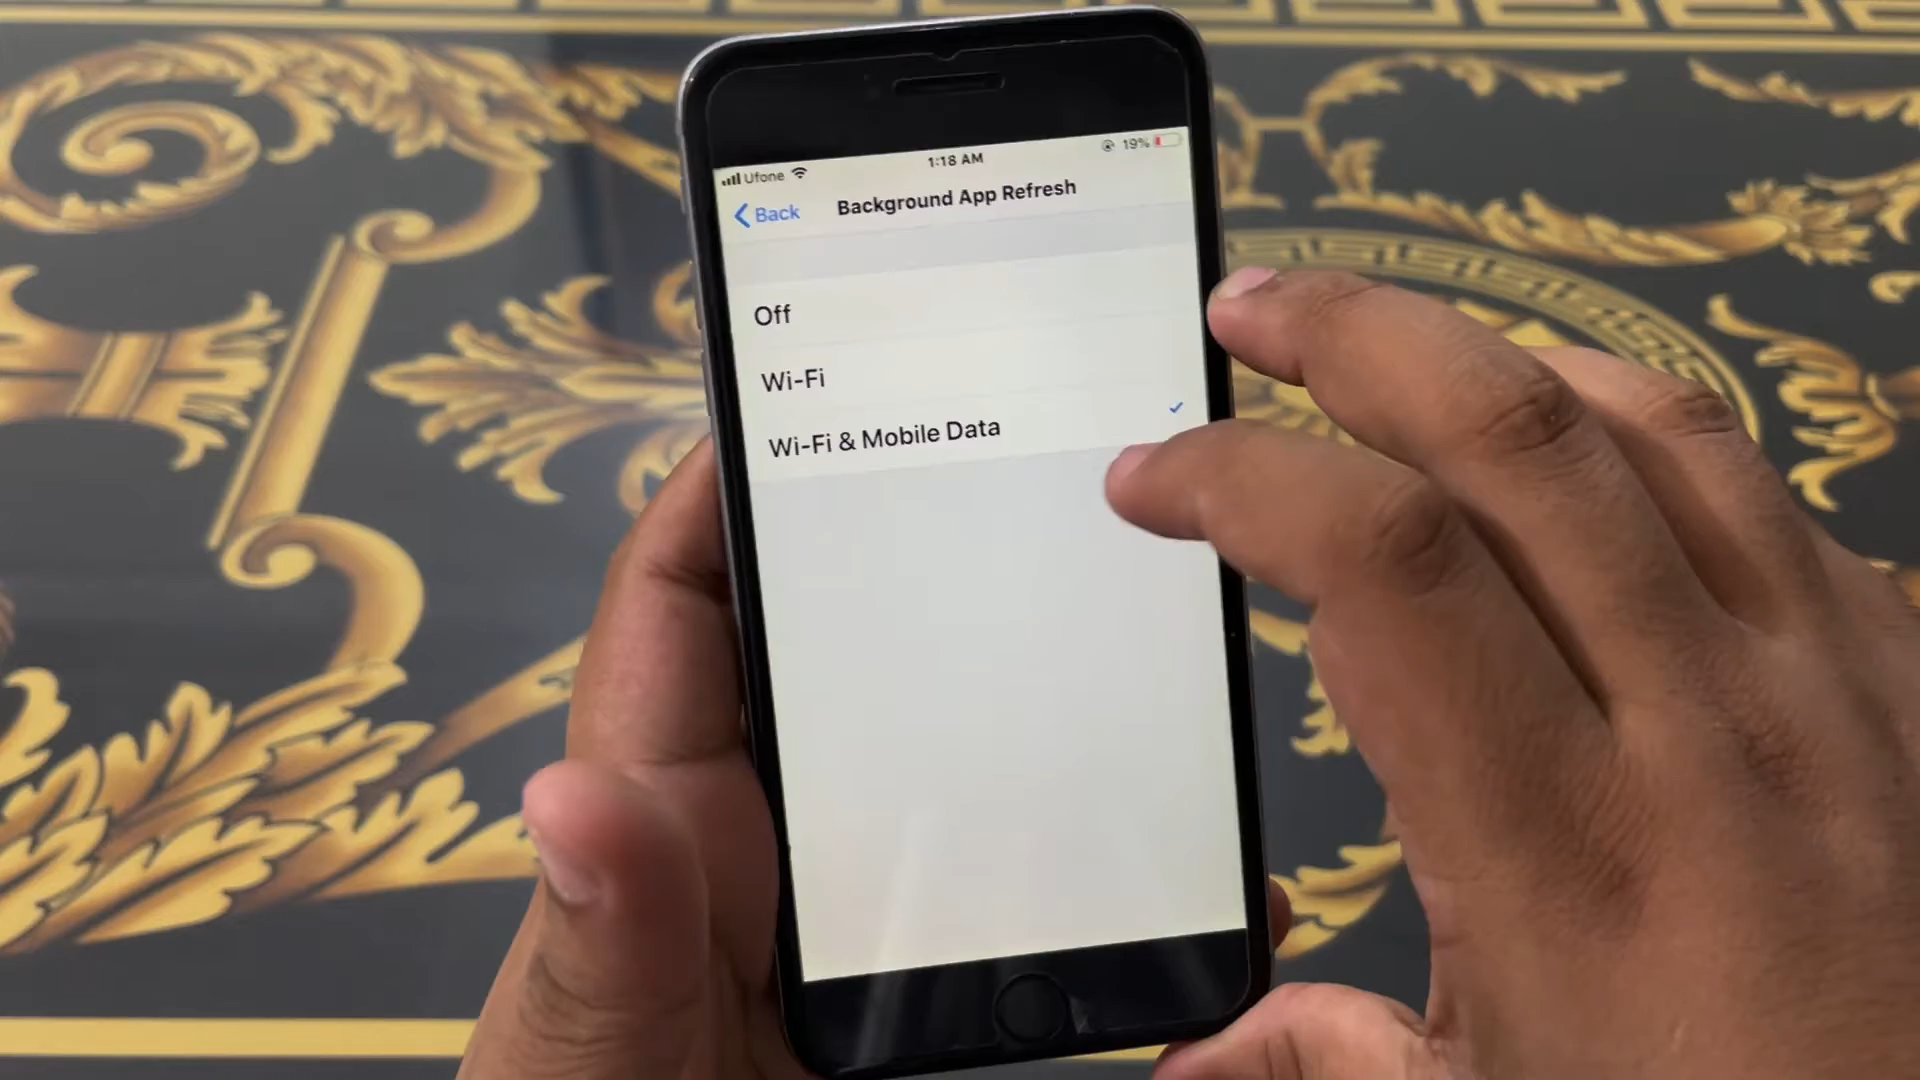 Ufone
1:18 AM
19%
Back
Background App Refresh
Off
Wi-Fi
Wi-Fi & Mobile Data